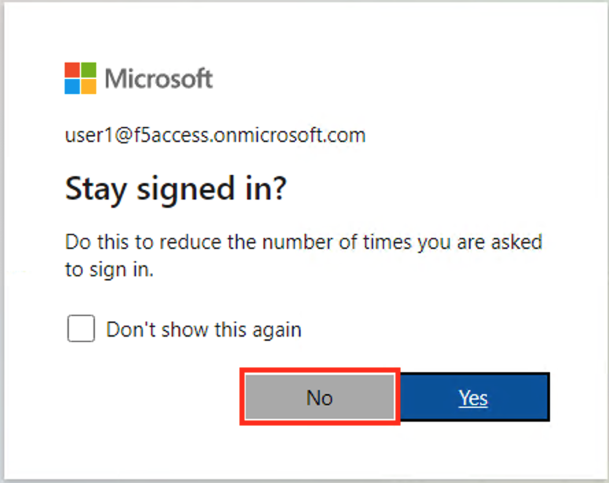 Microsoft
user1@f5access.onmicrosoft.com
Stay signed in?
Do this to reduce the number of times you are asked
to sign in.
Don't show this again
No
Yes